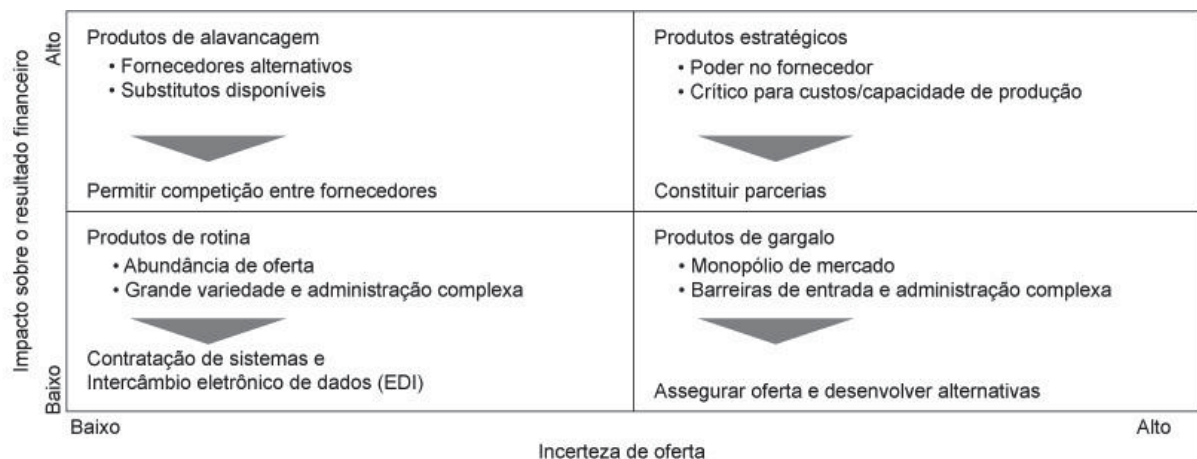 Impacto sobre o resultado financeiro
Alto
Baixo
Produtos de alavancagem
• Fornecedores alternativos
• Substitutos disponíveis
Permitir competição entre fornecedores
Produtos estratégicos
• Poder no fornecedor
• Crítico para custos/capacidade de produção
Constituir parcerias
Produtos de rotina
• Abundância de oferta
• Grande variedade e administração complexa
Contratação de sistemas e
Intercâmbio eletrônico de dados (EDI)
Produtos de gargalo
• Monopólio de mercado
• Barreiras de entrada e administração complexa
Assegurar oferta e desenvolver alternativas
Baixo
Alto
Incerteza de oferta